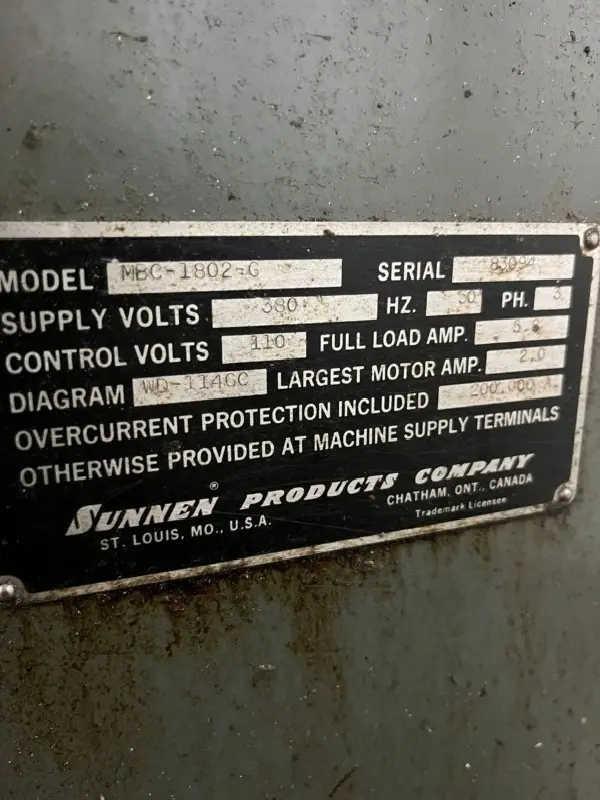 MODEL MBC-1802-G SERIAL 83094
SUPPLY VOLTS 380 HZ. 50 PH. 3
CONTROL VOLTS 110 FULL LOAD AMP.
DIAGRAM WD-1146C LARGEST MOTOR AMP. 2.0
OVERCURRENT PROTECTION INCLUDED 200,000 A.
OTHERWISE PROVIDED AT MACHINE SUPPLY TERMINALS
SUNNEN® PRODUCTS COMPANY
ST. LOUIS, MO., U.S.A. CHATHAM, ONT., CANADA
Trademark Licensee